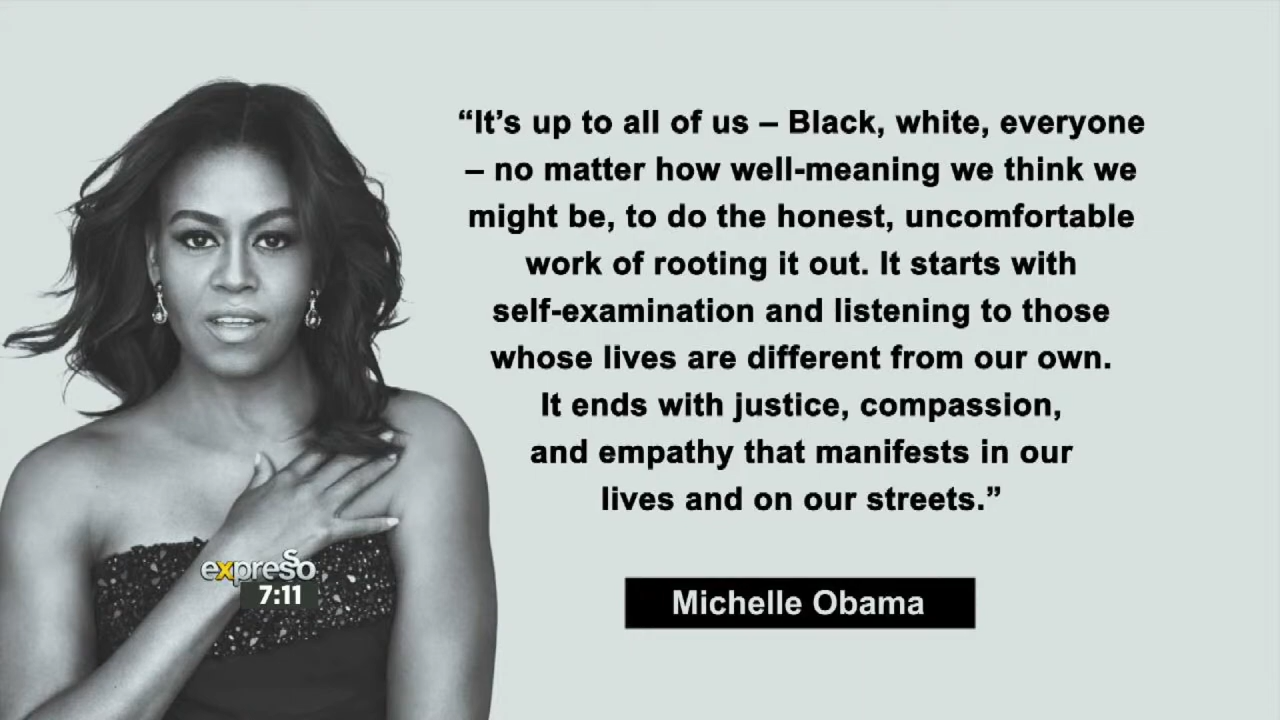 “It’s up to all of us – Black, white, everyone
– no matter how well-meaning we think we
might be, to do the honest, uncomfortable
work of rooting it out. It starts with
self-examination and listening to those
whose lives are different from our own.
It ends with justice, compassion,
and empathy that manifests in our
lives and on our streets.”
expresso
7:11
Michelle Obama